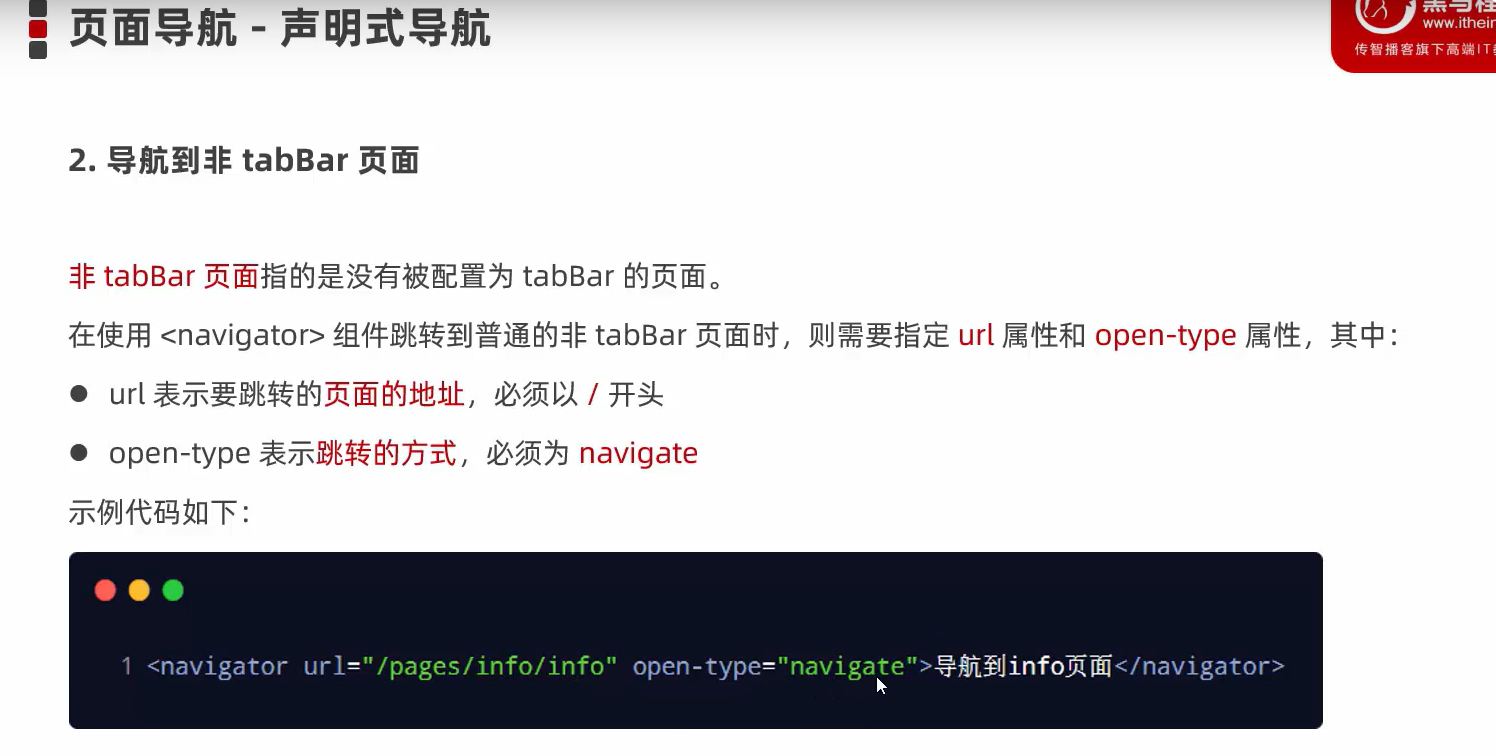 页面导航 - 声明式导航
www.ithein
传智播客旗下高端IT
2. 导航到非 tabBar 页面
非 tabBar 页面指的是没有被配置为 tabBar 的页面。
在使用 <navigator> 组件跳转到普通的非 tabBar 页面时，则需要指定 url 属性和 open-type 属性，其中：
● url 表示要跳转的页面的地址，必须以 / 开头
● open-type 表示跳转的方式，必须为 navigate
示例代码如下：
1 <navigator url="/pages/info/info" open-type="navigate">导航到info页面</navigator>